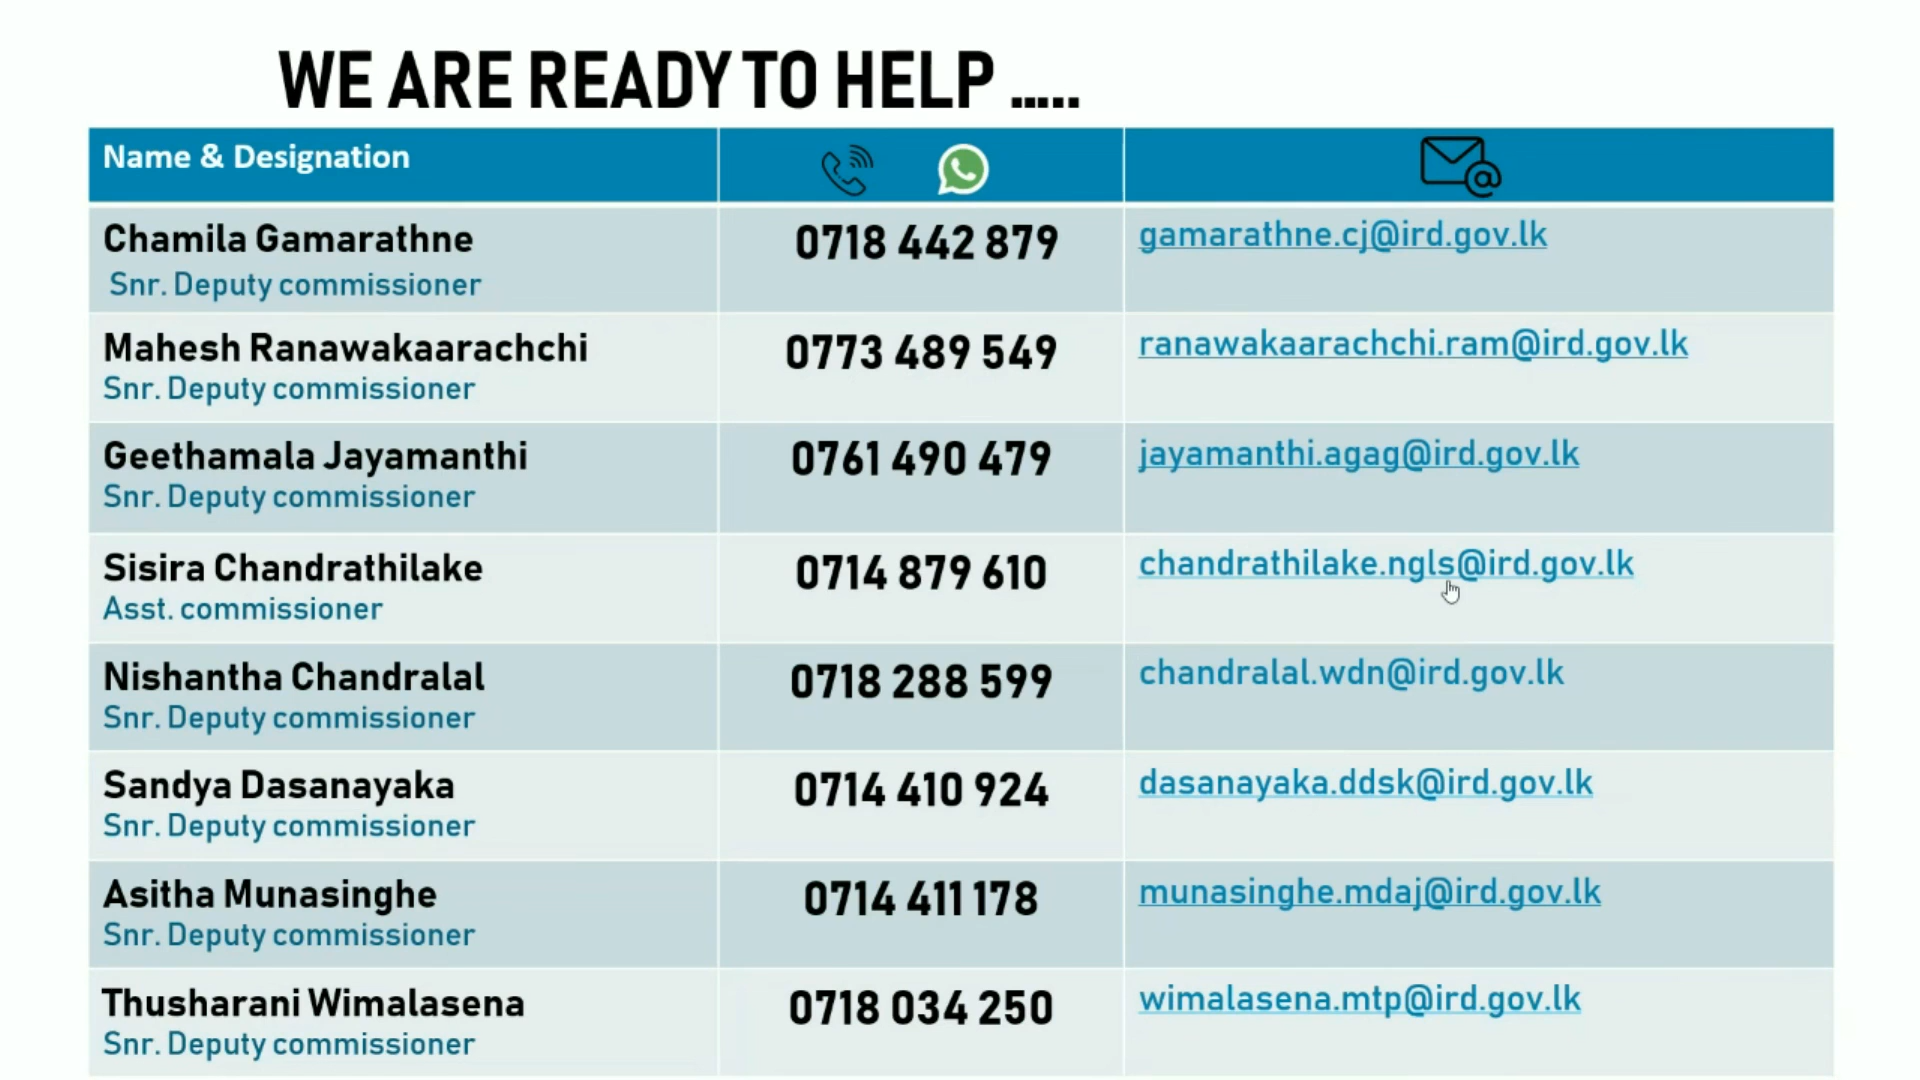 WE ARE READY TO HELP .....
Name & Designation
Chamila Gamarathne 0718 442 879 gamarathne.cj@ird.gov.lk
Snr. Deputy commissioner
Mahesh Ranawakaarachchi 0773 489 549 ranawakaarachchi.ram@ird.gov.lk
Snr. Deputy commissioner
Geethamala Jayamanthi 0761 490 479 jayamanthi.agag@ird.gov.lk
Snr. Deputy commissioner
Sisira Chandrathilake 0714 879 610 chandrathilake.ngls@ird.gov.lk
Asst. commissioner
Nishantha Chandralal 0718 288 599 chandralal.wdn@ird.gov.lk
Snr. Deputy commissioner
Sandya Dasanayaka 0714 410 924 dasanayaka.ddsk@ird.gov.lk
Snr. Deputy commissioner
Asitha Munasinghe 0714 411 178 munasinghe.mdaj@ird.gov.lk
Snr. Deputy commissioner
Thusharani Wimalasena 0718 034 250 wimalasena.mtp@ird.gov.lk
Snr. Deputy commissioner